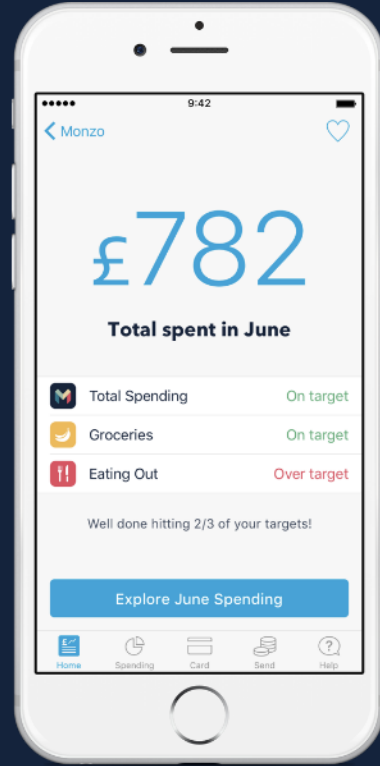 9:42
Monzo
£782
Total spent in June
Total Spending On target
Groceries On target
Eating Out Over target
Well done hitting 2/3 of your targets!
Explore June Spending
Home Spending Card Send Help